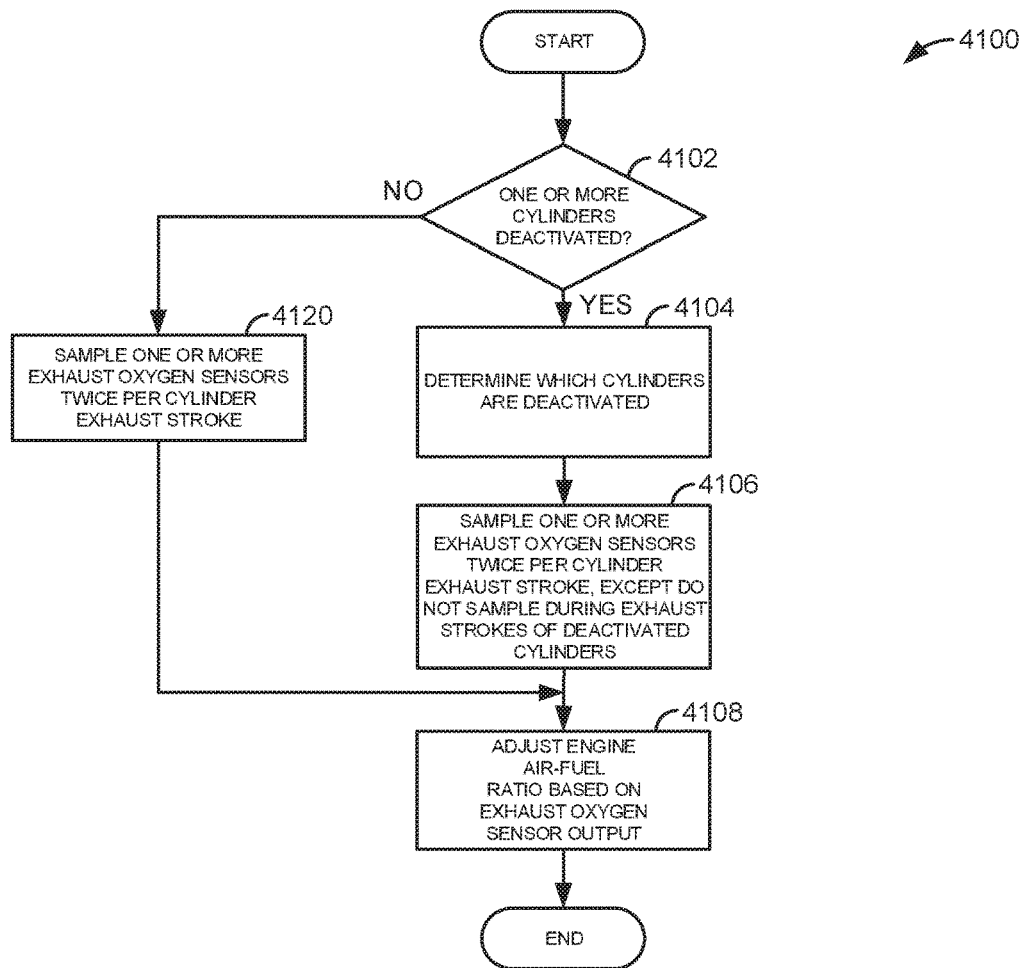 START
4100
4102
ONE OR MORE
CYLINDERS
DEACTIVATED?
NO
YES
4120
SAMPLE ONE OR MORE
EXHAUST OXYGEN SENSORS
TWICE PER CYLINDER
EXHAUST STROKE
4104
DETERMINE WHICH CYLINDERS
ARE DEACTIVATED
4106
SAMPLE ONE OR MORE
EXHAUST OXYGEN SENSORS
TWICE PER CYLINDER
EXHAUST STROKE, EXCEPT DO
NOT SAMPLE DURING EXHAUST
STROKES OF DEACTIVATED
CYLINDERS
4108
ADJUST ENGINE
AIR-FUEL
RATIO BASED ON
EXHAUST OXYGEN
SENSOR OUTPUT
END